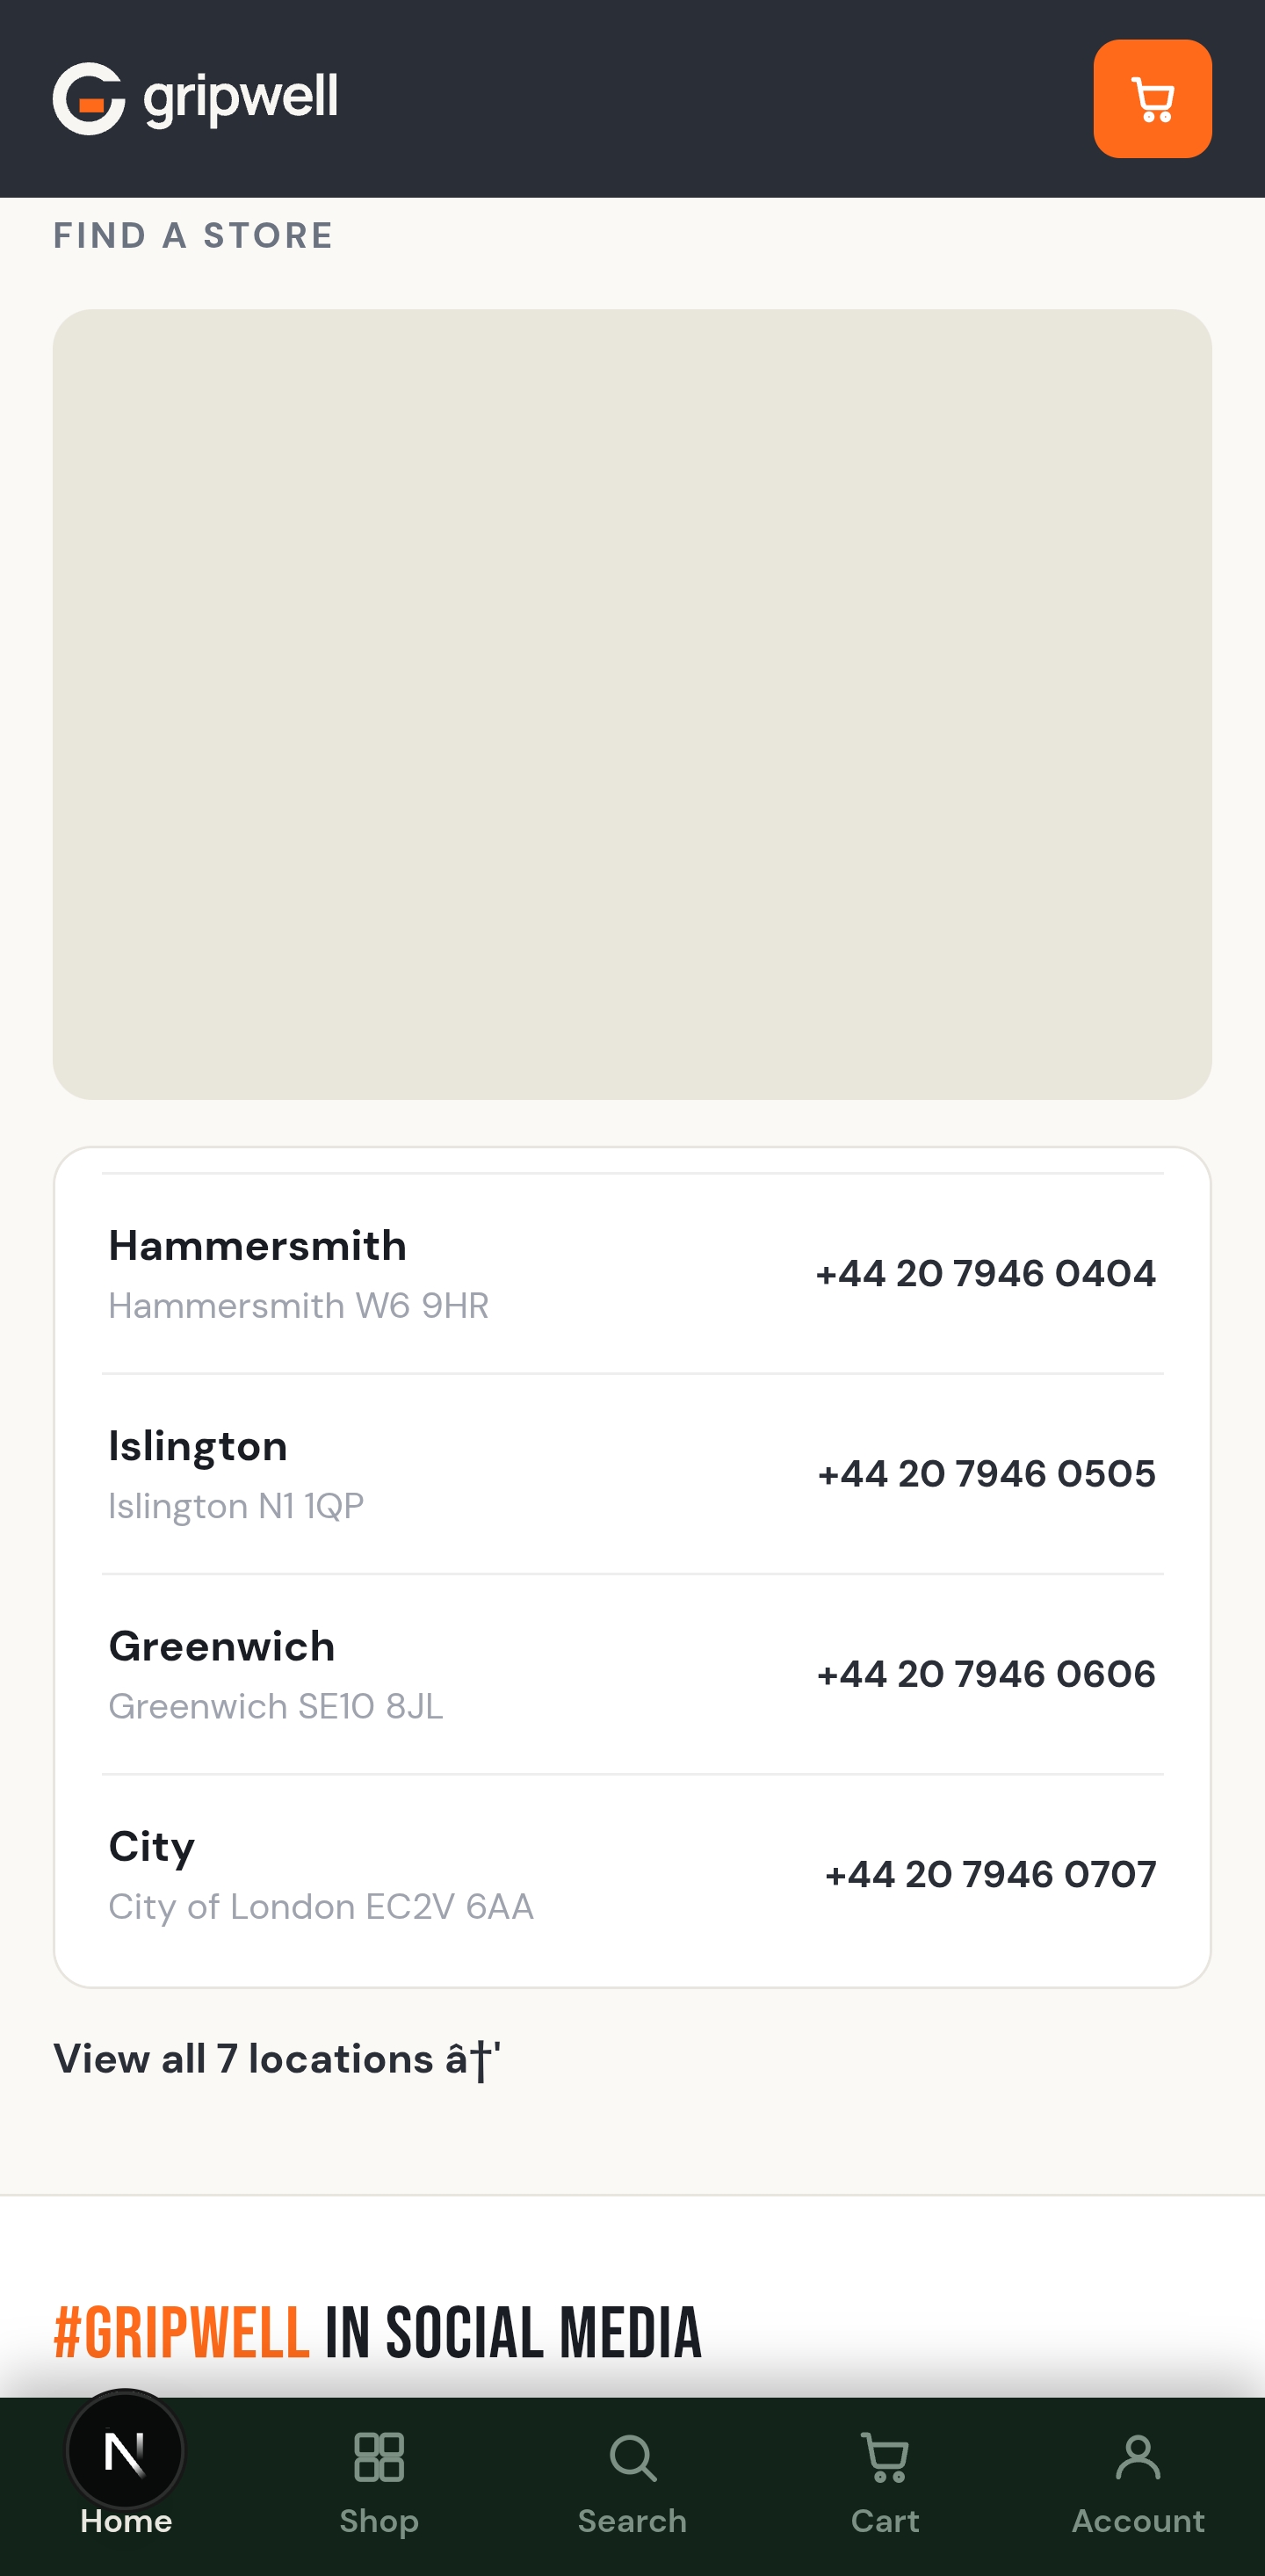 gripwell
FIND A STORE
Hammersmith
Hammersmith W6 9HR
+44 20 7946 0404
Islington
Islington N1 1QP
+44 20 7946 0505
Greenwich
Greenwich SE10 8JL
+44 20 7946 0606
City
City of London EC2V 6AA
+44 20 7946 0707
View all 7 locations â†'
#GRIPWELL IN SOCIAL MEDIA
N
Home
Shop
Search
Cart
Account